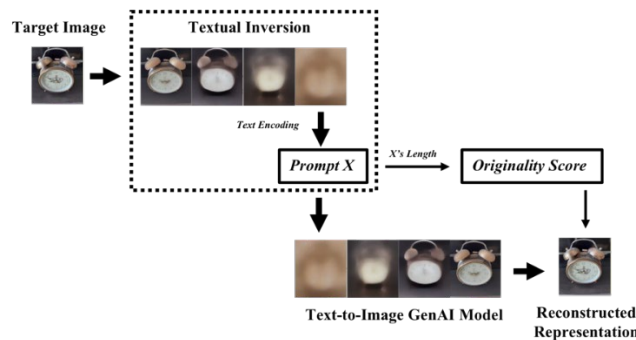 Target Image
Textual Inversion
Text Encoding
Prompt X
X's Length
Originality Score
Text-to-Image GenAI Model
Reconstructed
Representation